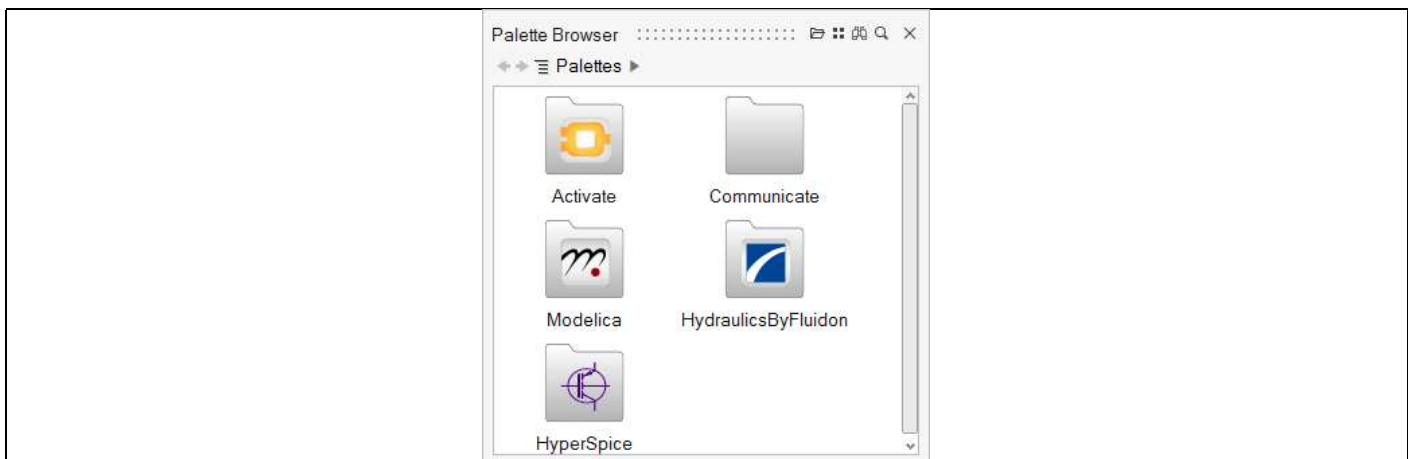 Palette Browser
Palettes
Activate Communicate
Modelica HydraulicsByFluidon
HyperSpice